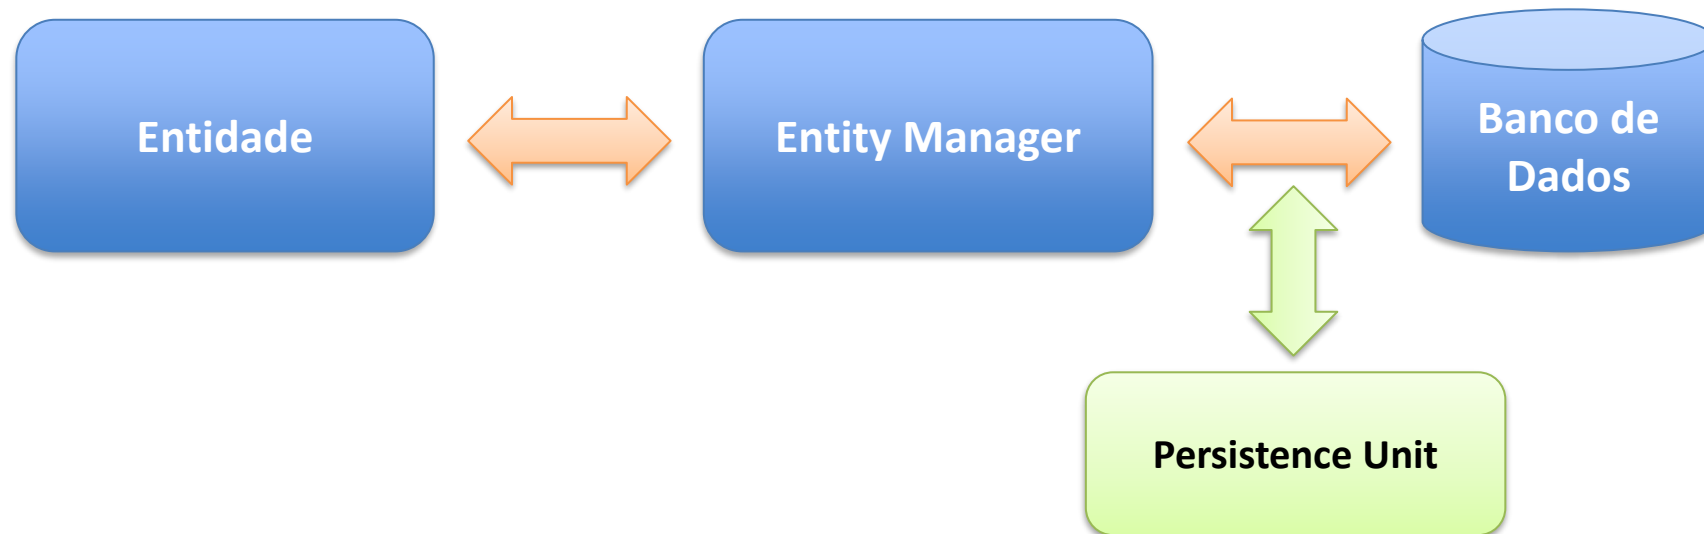 Entidade
Entity Manager
Banco de
Dados
Persistence Unit